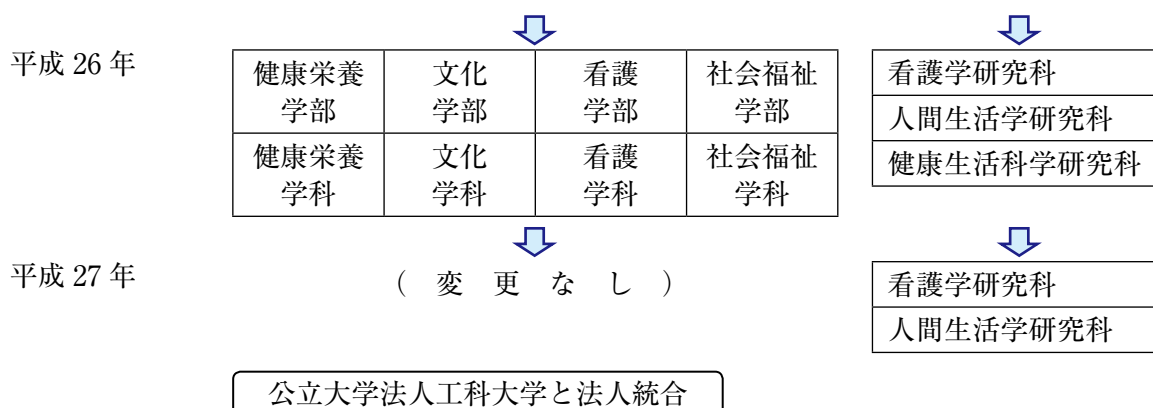 平成 26 年
健康栄養
学部
文化
学部
看護
学部
社会福祉
学部
健康栄養
学科
文化
学科
看護
学科
社会福祉
学科
看護学研究科
人間生活学研究科
健康生活科学研究科
平成 27 年
( 変 更 な し )
看護学研究科
人間生活学研究科
公立大学法人工科大学と法人統合